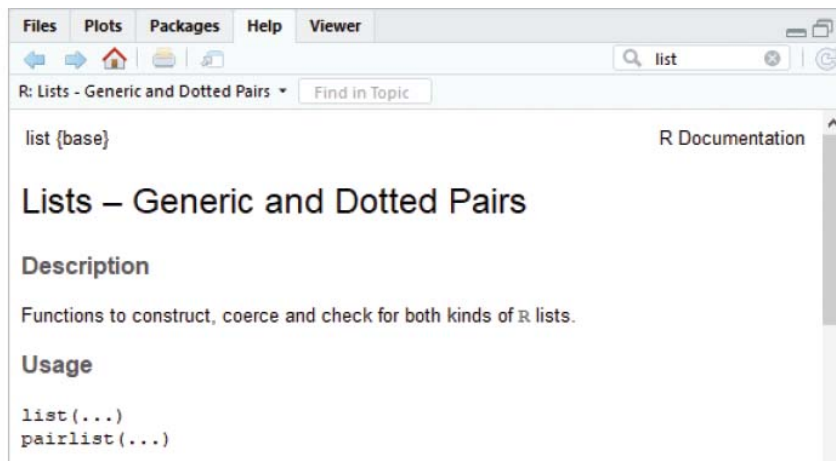 Files Plots Packages Help Viewer
list
R: Lists - Generic and Dotted Pairs Find in Topic
list {base} R Documentation
Lists – Generic and Dotted Pairs
Description
Functions to construct, coerce and check for both kinds of R lists.
Usage
list(...)
pairlist(...)